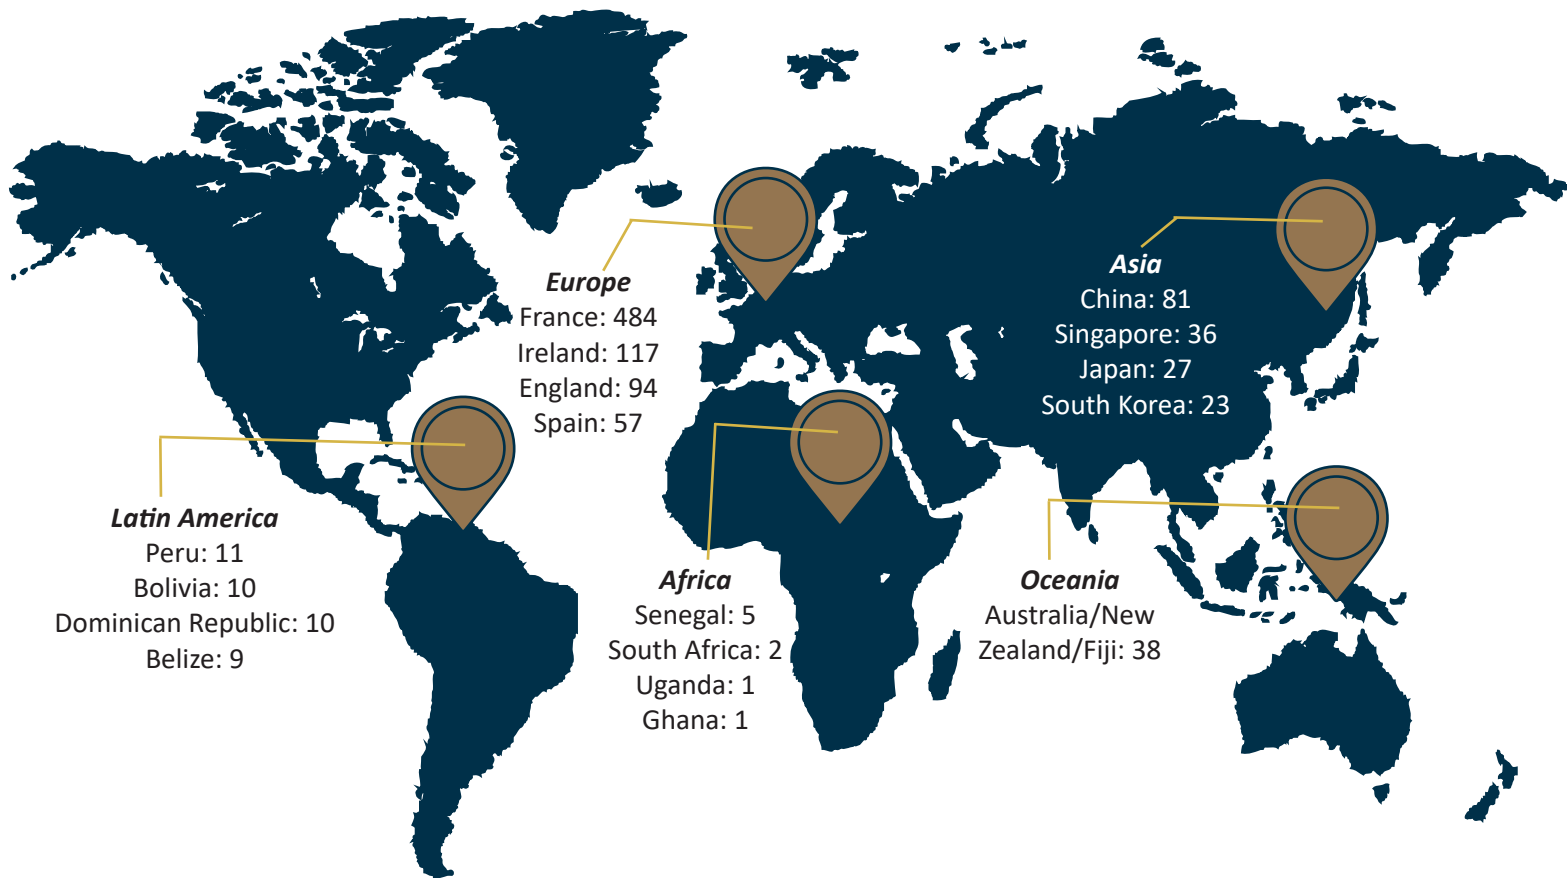 Europe
France: 484
Ireland: 117
England: 94
Spain: 57
Asia
China: 81
Singapore: 36
Japan: 27
South Korea: 23
Latin America
Peru: 11
Bolivia: 10
Dominican Republic: 10
Belize: 9
Africa
Senegal: 5
South Africa: 2
Uganda: 1
Ghana: 1
Oceania
Australia/New
Zealand/Fiji: 38